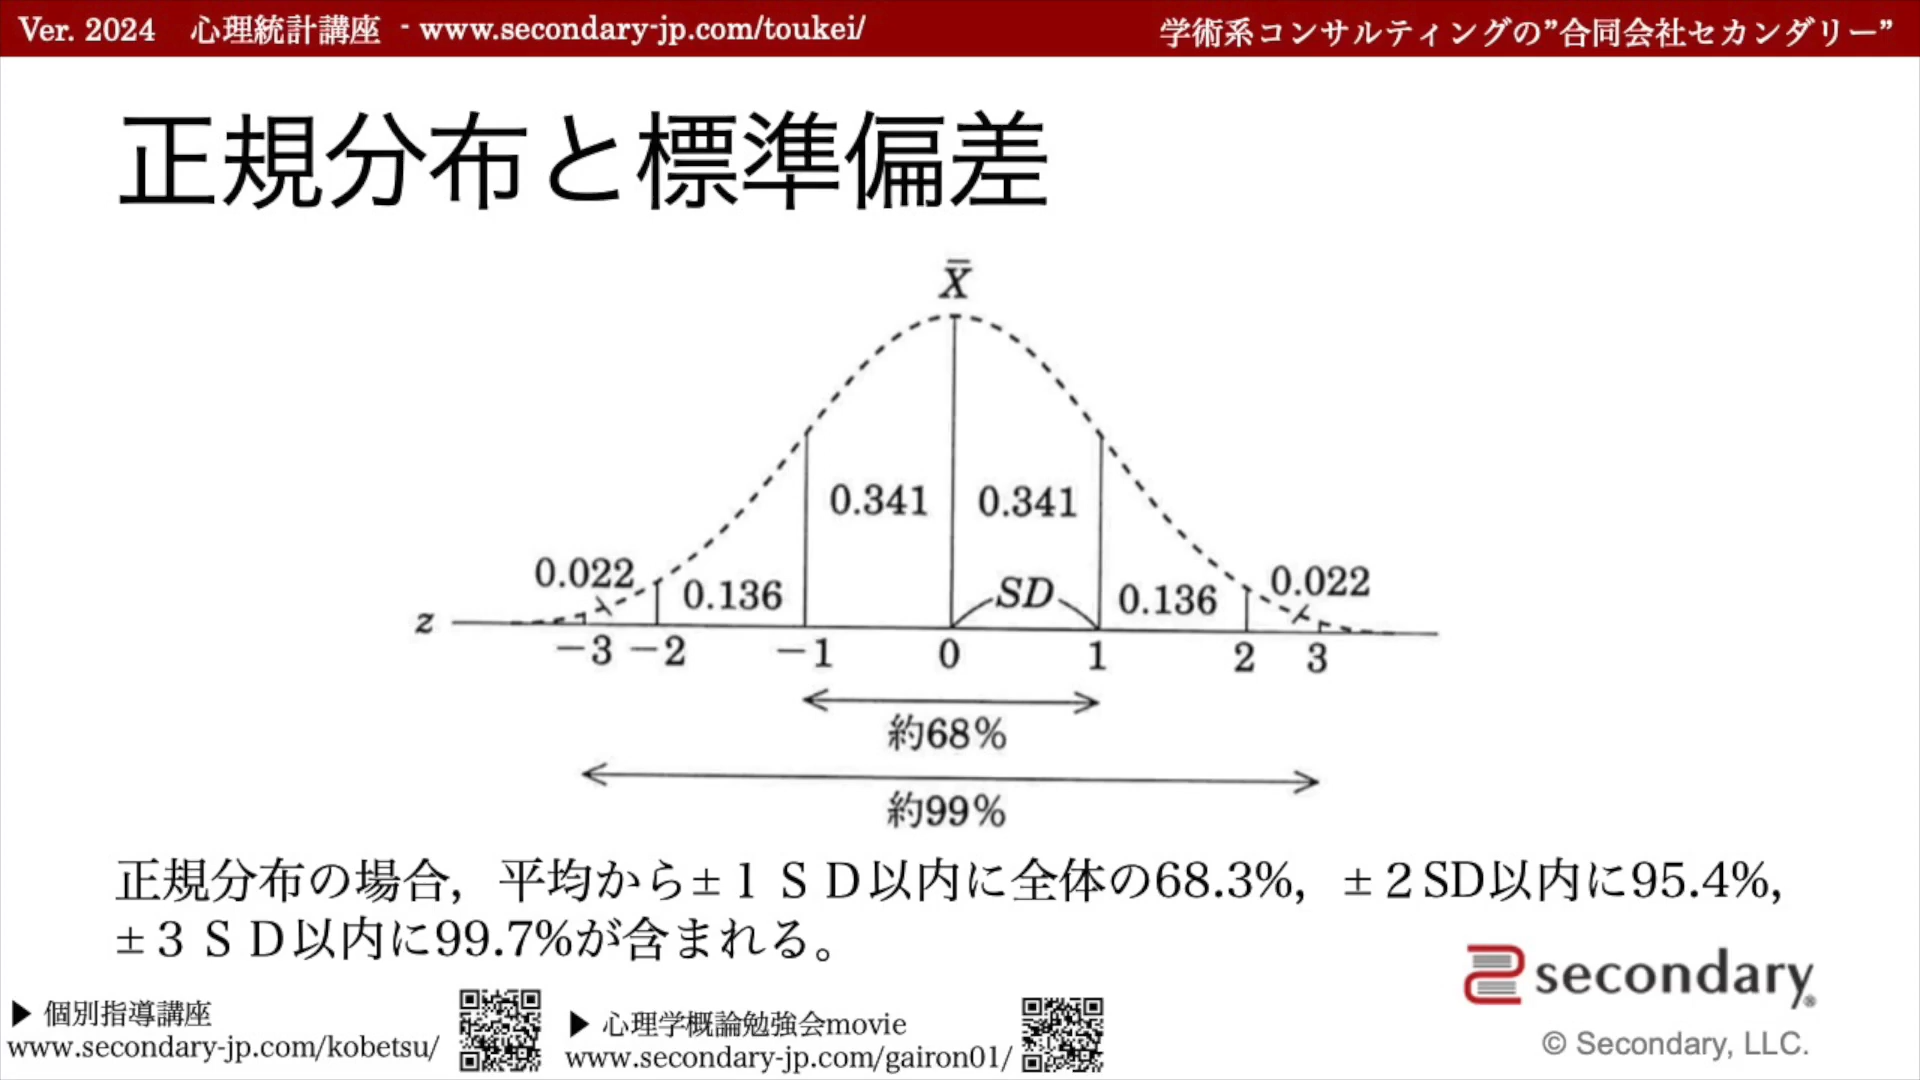 Ver. 2024 心理統計講座 - www.secondary-jp.com/toukei/
学術系コンサルティングの”合同会社セカンダリー”
正規分布と標準偏差
X̄
0.341 0.341
0.022 0.136 SD 0.136 0.022
z
−3 −2 −1 0 1 2 3
約68%
約99%
正規分布の場合，平均から±１ＳＤ以内に全体の68.3%，±２SD以内に95.4%，
±３ＳＤ以内に99.7%が含まれる。
secondary®
© Secondary, LLC.
▶ 個別指導講座
www.secondary-jp.com/kobetsu/
▶ 心理学概論勉強会movie
www.secondary-jp.com/gairon01/